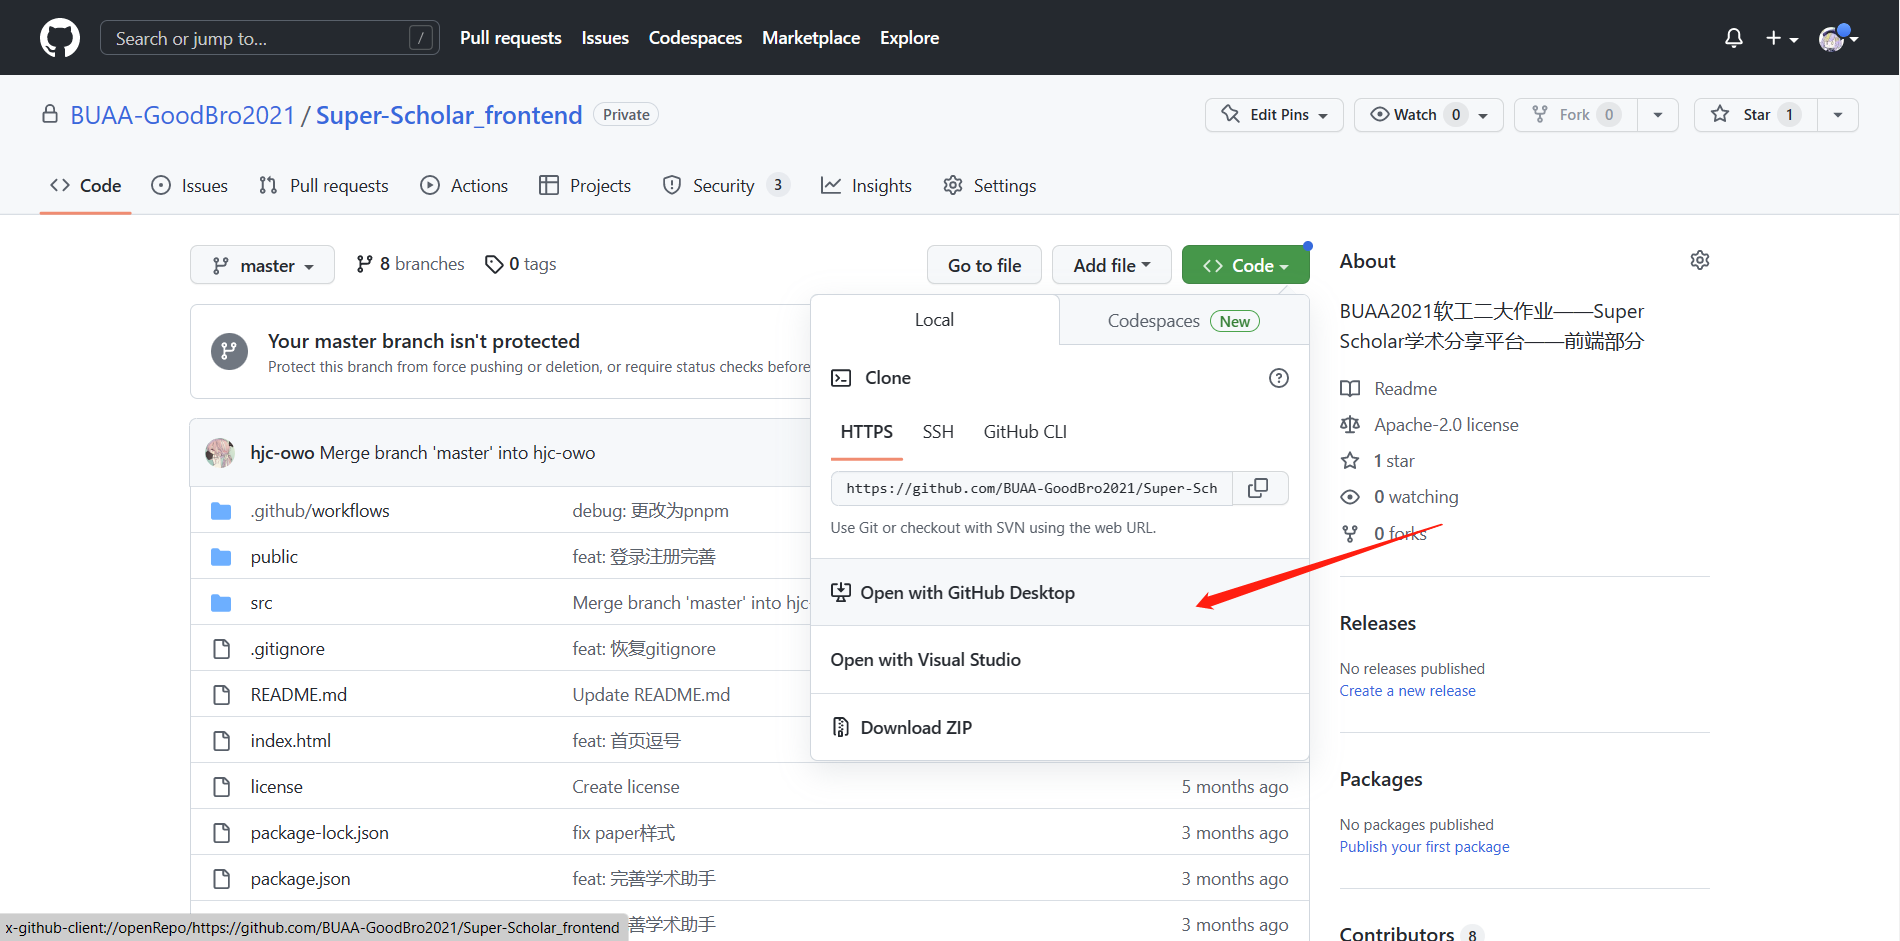 Search or jump to... /
Pull requests Issues Codespaces Marketplace Explore
BUAA-GoodBro2021 / Super-Scholar_frontend Private
Edit Pins Watch 0 Fork 0 Star 1
Code Issues Pull requests Actions Projects Security 3 Insights Settings
master 8 branches 0 tags
Go to file Add file Code
Your master branch isn't protected
Protect this branch from force pushing or deletion, or require status checks before
hjc-owo Merge branch 'master' into hjc-owo
.github/workflows debug: 更改为pnpm
public feat: 登录注册完善
src Merge branch 'master' into hjc-
.gitignore feat: 恢复gitignore
README.md Update README.md
index.html feat: 首页逗号
license Create license 5 months ago
package-lock.json fix paper样式 3 months ago
package.json feat: 完善学术助手 3 months ago
善学术助手 3 months ago
x-github-client://openRepo/https://github.com/BUAA-GoodBro2021/Super-Scholar_frontend
Local Codespaces New
Clone
HTTPS SSH GitHub CLI
https://github.com/BUAA-GoodBro2021/Super-Sch
Use Git or checkout with SVN using the web URL.
Open with GitHub Desktop
Open with Visual Studio
Download ZIP
About
BUAA2021软工二大作业——Super
Scholar学术分享平台——前端部分
Readme
Apache-2.0 license
1 star
0 watching
0 forks
Releases
No releases published
Create a new release
Packages
No packages published
Publish your first package
Contributors 8